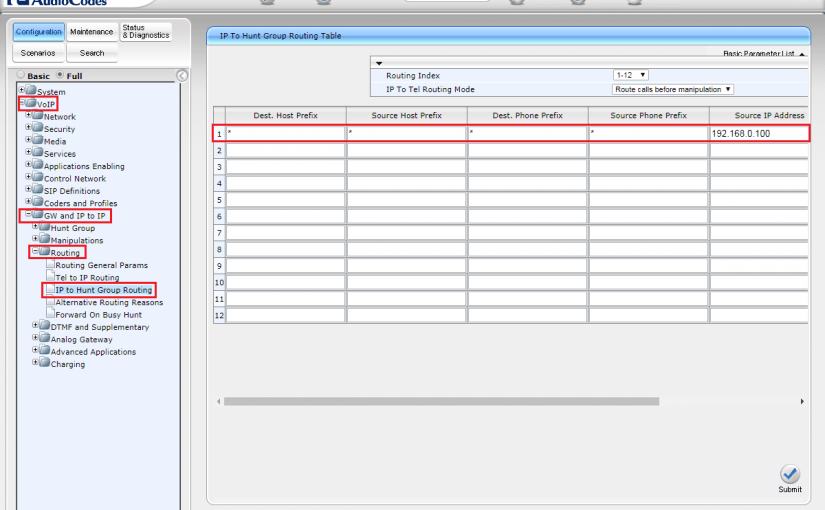 AudioCodes
Configuration Maintenance Status & Diagnostics
Scenarios Search
Basic Full
System
VoIP
Network
Security
Media
Services
Applications Enabling
Control Network
SIP Definitions
Coders and Profiles
GW and IP to IP
Hunt Group
Manipulations
Routing
Routing General Params
Tel to IP Routing
IP to Hunt Group Routing
Alternative Routing Reasons
Forward On Busy Hunt
DTMF and Supplementary
Analog Gateway
Advanced Applications
Charging
IP To Hunt Group Routing Table
Basic Parameter List
Routing Index 1-12
IP To Tel Routing Mode Route calls before manipulation
Dest. Host Prefix Source Host Prefix Dest. Phone Prefix Source Phone Prefix Source IP Address
1 * * * * 192.168.0.100
2
3
4
5
6
7
8
9
10
11
12
Submit